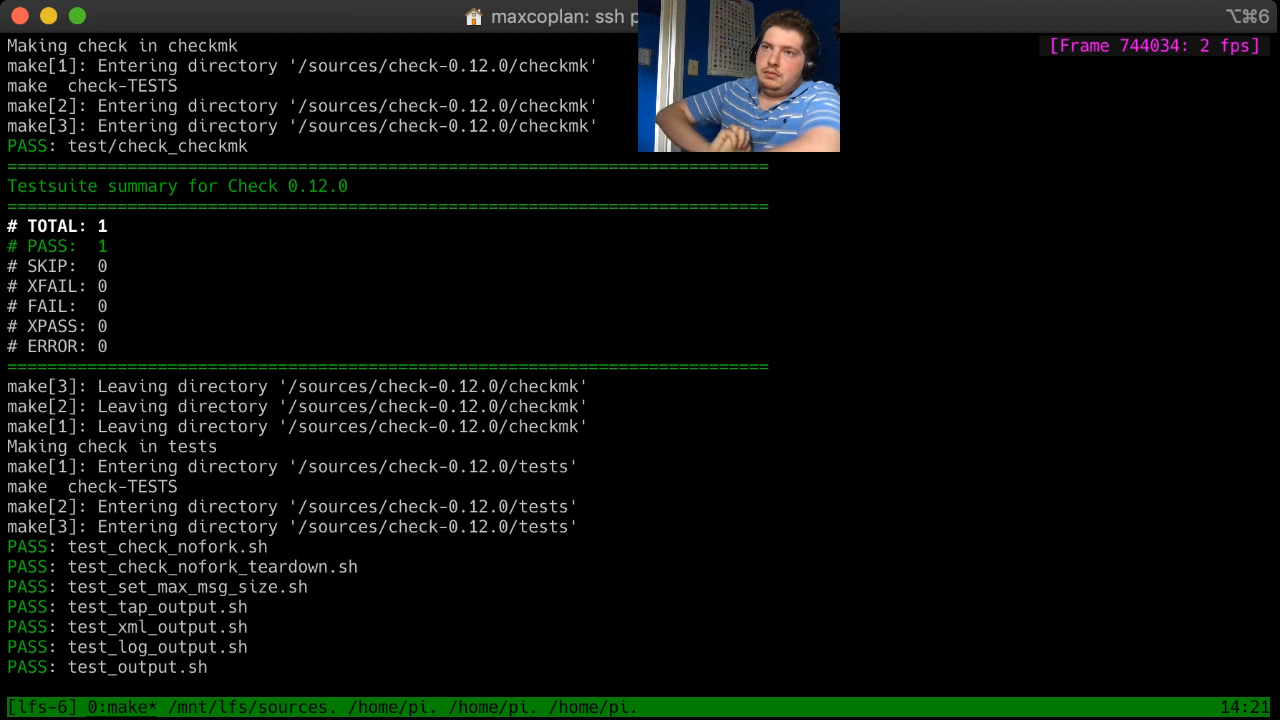 maxcoplan: ssh p
⌥⌘6
Making check in checkmk
[Frame 744034: 2 fps]
make[1]: Entering directory '/sources/check-0.12.0/checkmk'
make  check-TESTS
make[2]: Entering directory '/sources/check-0.12.0/checkmk'
make[3]: Entering directory '/sources/check-0.12.0/checkmk'
PASS: test/check_checkmk
============================================================================
Testsuite summary for Check 0.12.0
============================================================================
# TOTAL: 1
# PASS:  1
# SKIP:  0
# XFAIL: 0
# FAIL:  0
# XPASS: 0
# ERROR: 0
============================================================================
make[3]: Leaving directory '/sources/check-0.12.0/checkmk'
make[2]: Leaving directory '/sources/check-0.12.0/checkmk'
make[1]: Leaving directory '/sources/check-0.12.0/checkmk'
Making check in tests
make[1]: Entering directory '/sources/check-0.12.0/tests'
make  check-TESTS
make[2]: Entering directory '/sources/check-0.12.0/tests'
make[3]: Entering directory '/sources/check-0.12.0/tests'
PASS: test_check_nofork.sh
PASS: test_check_nofork_teardown.sh
PASS: test_set_max_msg_size.sh
PASS: test_tap_output.sh
PASS: test_xml_output.sh
PASS: test_log_output.sh
PASS: test_output.sh
[lfs-6] 0:make* /mnt/lfs/sources. /home/pi. /home/pi. /home/pi. 14:21